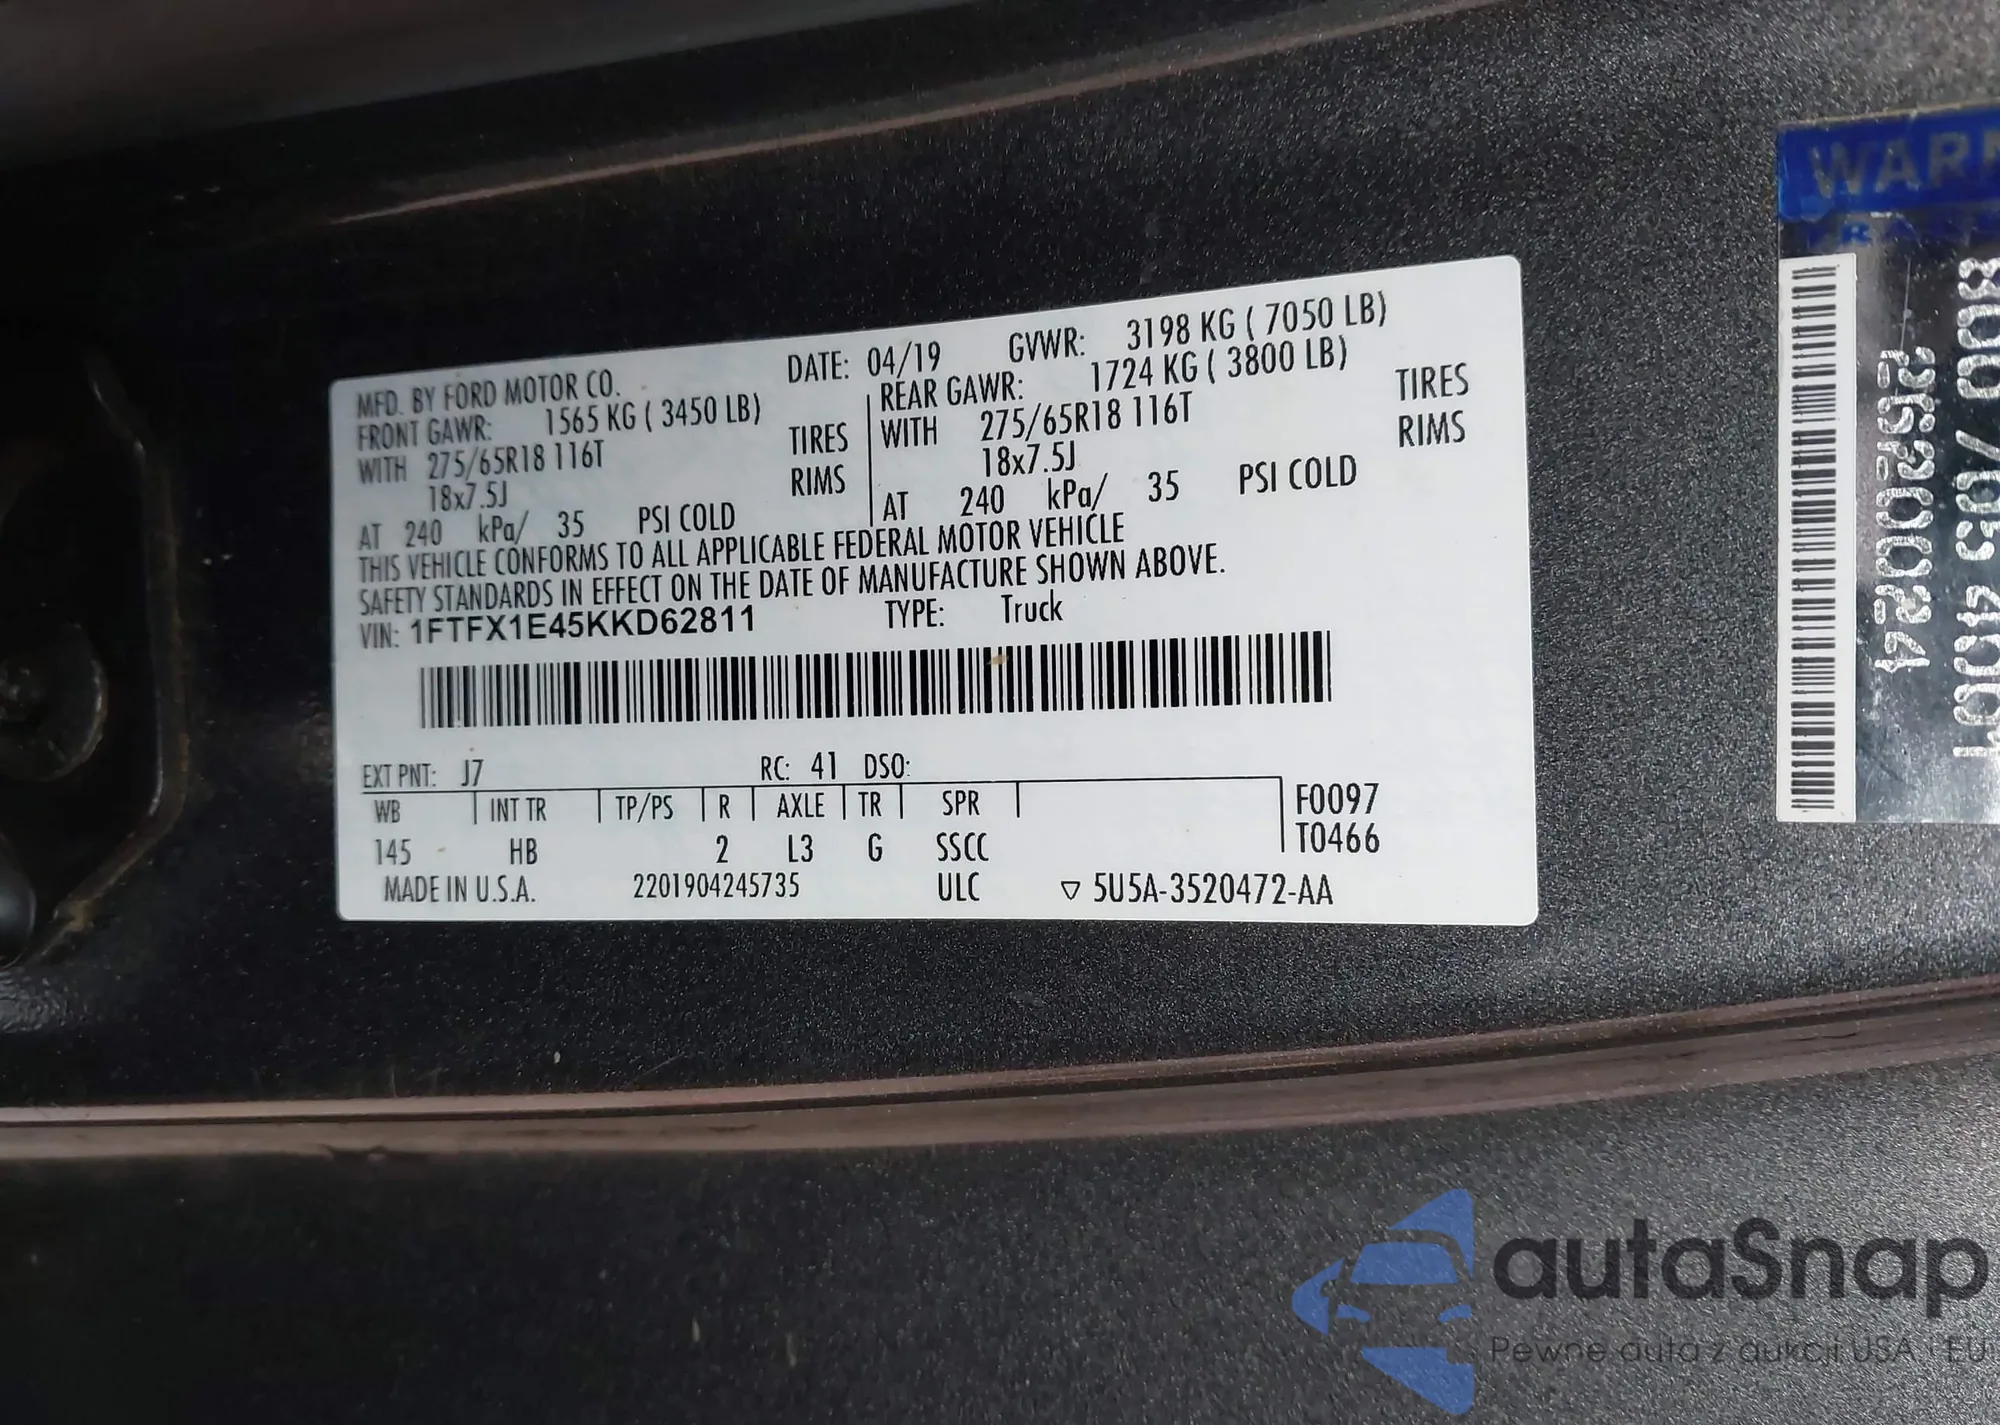 MFD. BY FORD MOTOR CO. DATE: 04/19 GVWR: 3198 KG ( 7050 LB)
FRONT GAWR: 1565 KG ( 3450 LB) REAR GAWR: 1724 KG ( 3800 LB)
WITH 275/65R18 116T TIRES WITH 275/65R18 116T TIRES
18x7.5J RIMS 18x7.5J RIMS
AT 240 kPa/ 35 PSI COLD AT 240 kPa/ 35 PSI COLD
THIS VEHICLE CONFORMS TO ALL APPLICABLE FEDERAL MOTOR VEHICLE
SAFETY STANDARDS IN EFFECT ON THE DATE OF MANUFACTURE SHOWN ABOVE.
VIN: 1FTFX1E45KKD62811 TYPE: Truck
EXT PNT: J7 RC: 41 DSO:
WB INT TR TP/PS R AXLE TR SPR F0097
145 HB 2 L3 G SSCC T0466
MADE IN U.S.A. 2201904245735 ULC ▽ 5U5A-3520472-AA
autaSnap
Pewne auta z aukcji USA i EU